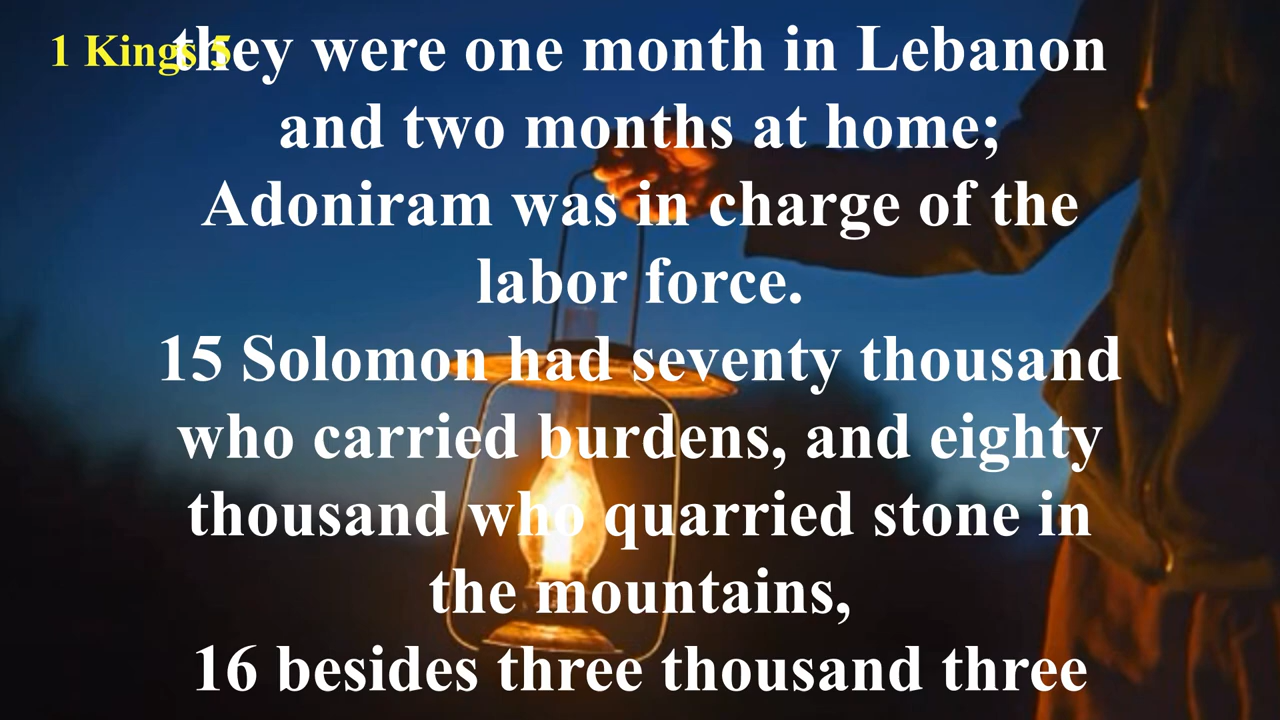 1 Kings 5
they were one month in Lebanon
and two months at home;
Adoniram was in charge of the
labor force.
15 Solomon had seventy thousand
who carried burdens, and eighty
thousand who quarried stone in
the mountains,
16 besides three thousand three